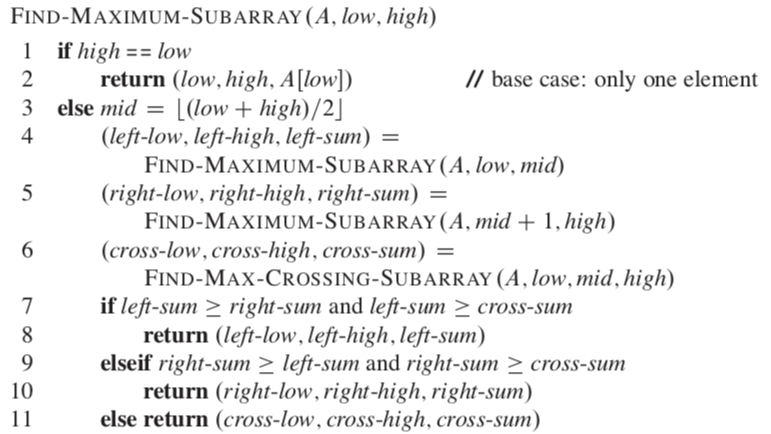 FIND-MAXIMUM-SUBARRAY(A, low, high)
1 if high == low
2 return (low, high, A[low]) // base case: only one element
3 else mid = ⌊(low + high)/2⌋
4 (left-low, left-high, left-sum) =
FIND-MAXIMUM-SUBARRAY(A, low, mid)
5 (right-low, right-high, right-sum) =
FIND-MAXIMUM-SUBARRAY(A, mid + 1, high)
6 (cross-low, cross-high, cross-sum) =
FIND-MAX-CROSSING-SUBARRAY(A, low, mid, high)
7 if left-sum ≥ right-sum and left-sum ≥ cross-sum
8 return (left-low, left-high, left-sum)
9 elseif right-sum ≥ left-sum and right-sum ≥ cross-sum
10 return (right-low, right-high, right-sum)
11 else return (cross-low, cross-high, cross-sum)